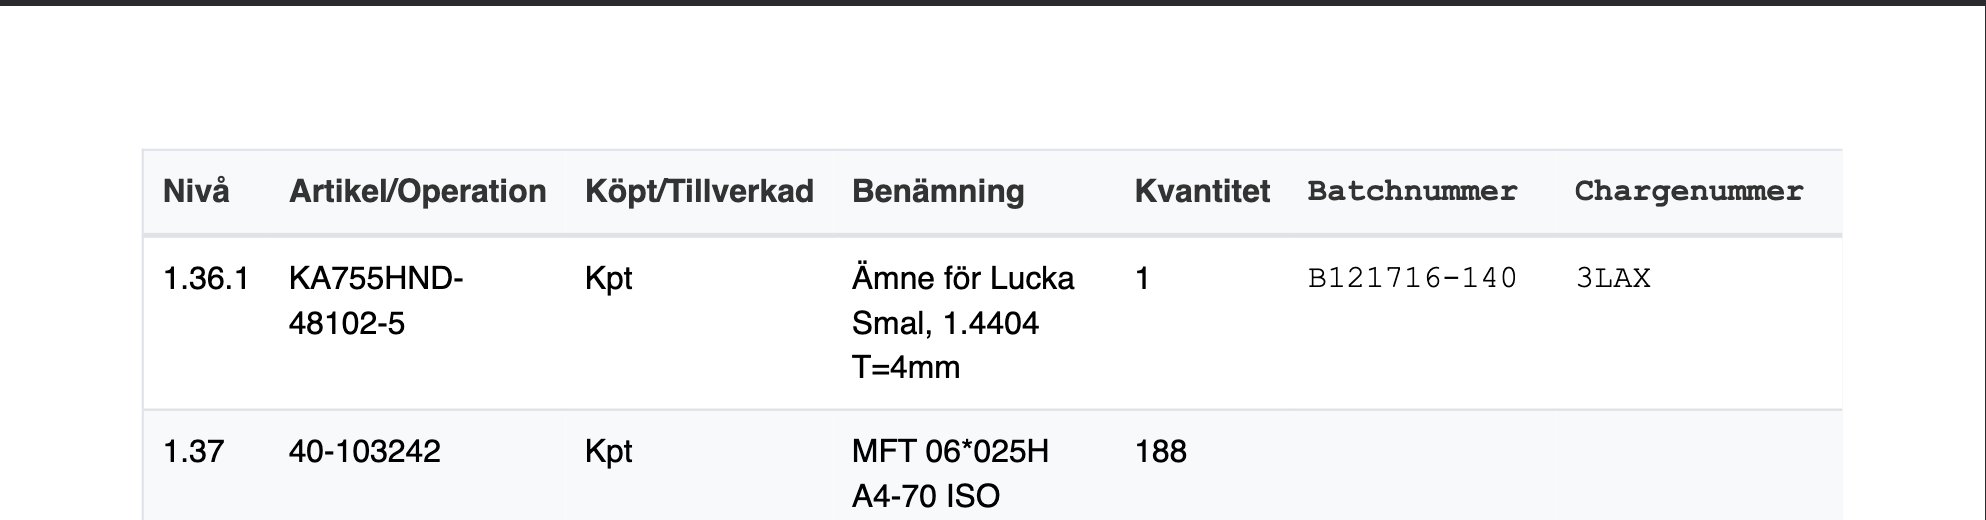 Nivå Artikel/Operation Köpt/Tillverkad Benämning Kvantitet Batchnummer Chargenummer
1.36.1 KA755HND- Kpt Ämne för Lucka 1 B121716-140 3LAX
48102-5 Smal, 1.4404
T=4mm
1.37 40-103242 Kpt MFT 06*025H 188
A4-70 ISO